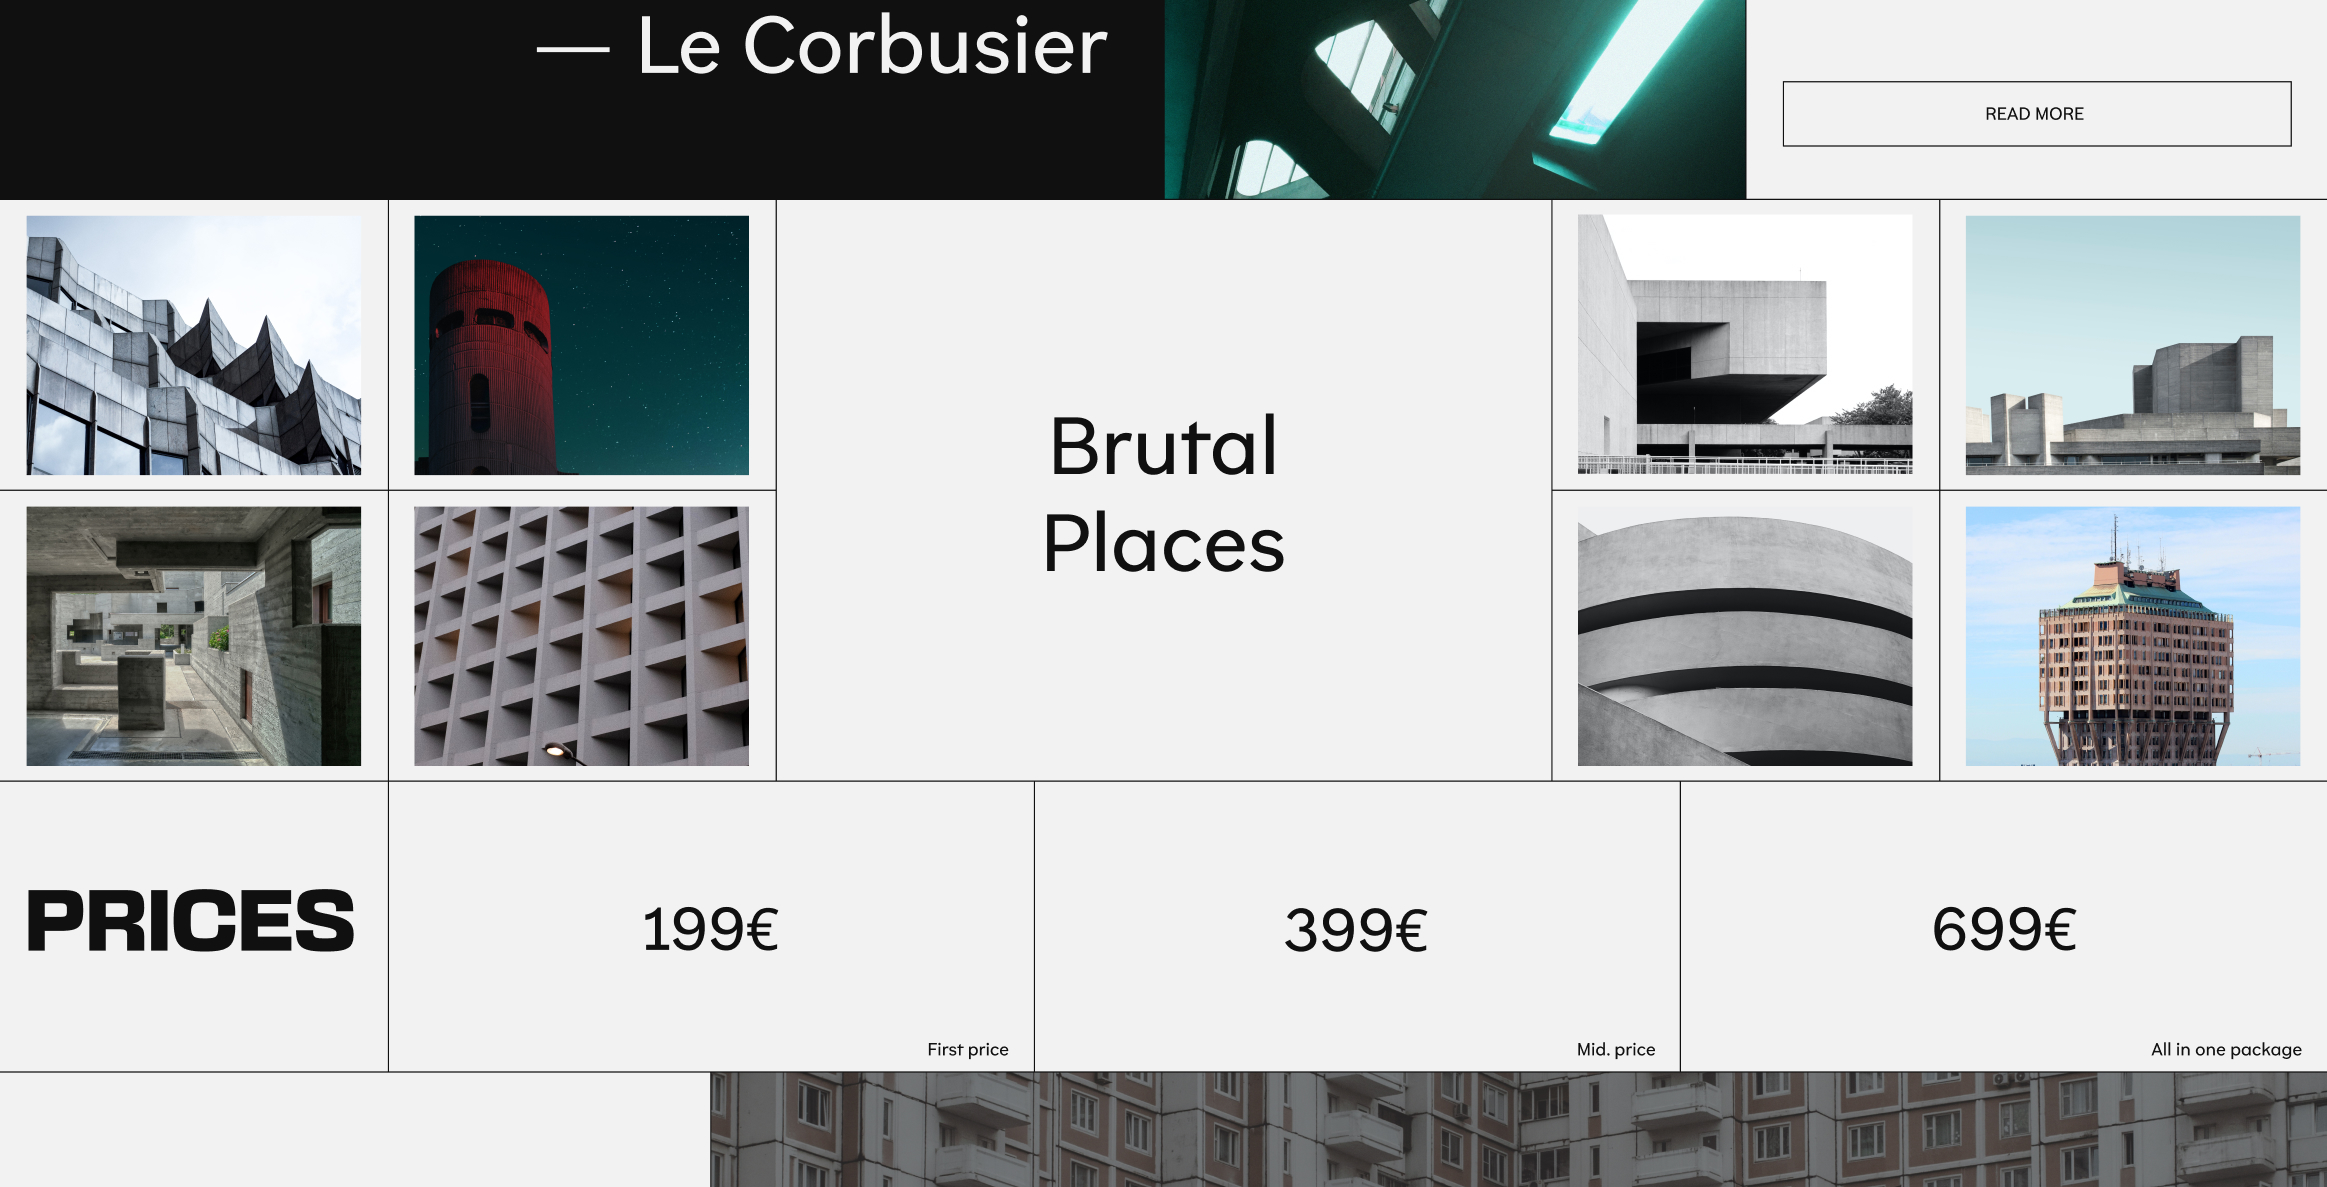 — Le Corbusier
READ MORE
Brutal
Places
PRICES
199€
First price
399€
Mid. price
699€
All in one package